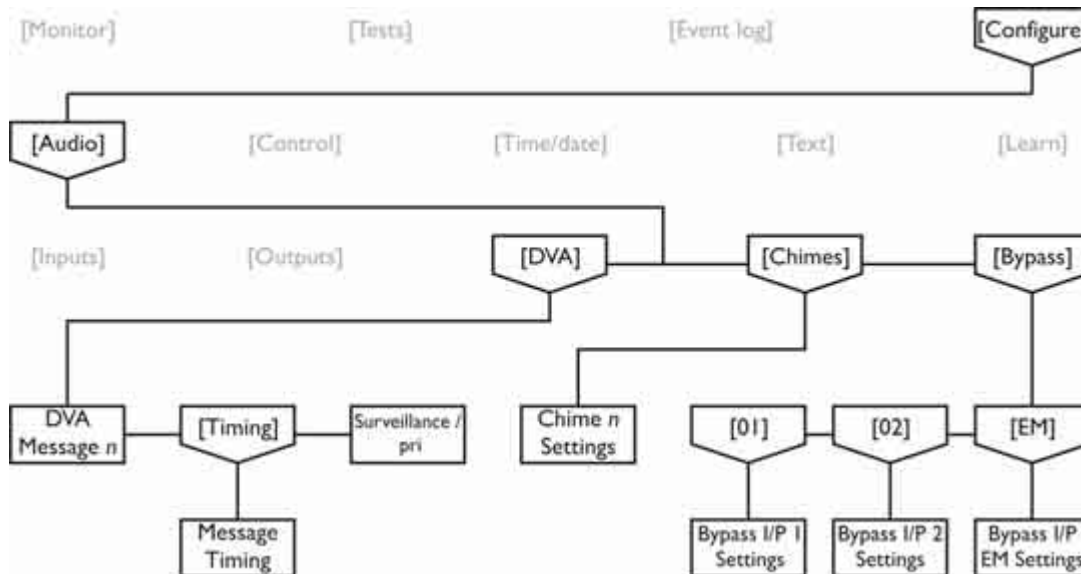 [Monitor] [Tests] [Event log] [Configure
[Audio] [Control] [Time/date] [Text] [Learn]
[Inputs] [Outputs] [DVA] [Chimes] [Bypass]
DVA
Message n
[Timing]
Surveillance /
pri
Chime n
Settings
[01] [02] [EM]
Message
Timing
Bypass I/P 1
Settings
Bypass I/P 2
Settings
Bypass I/P
EM Settings